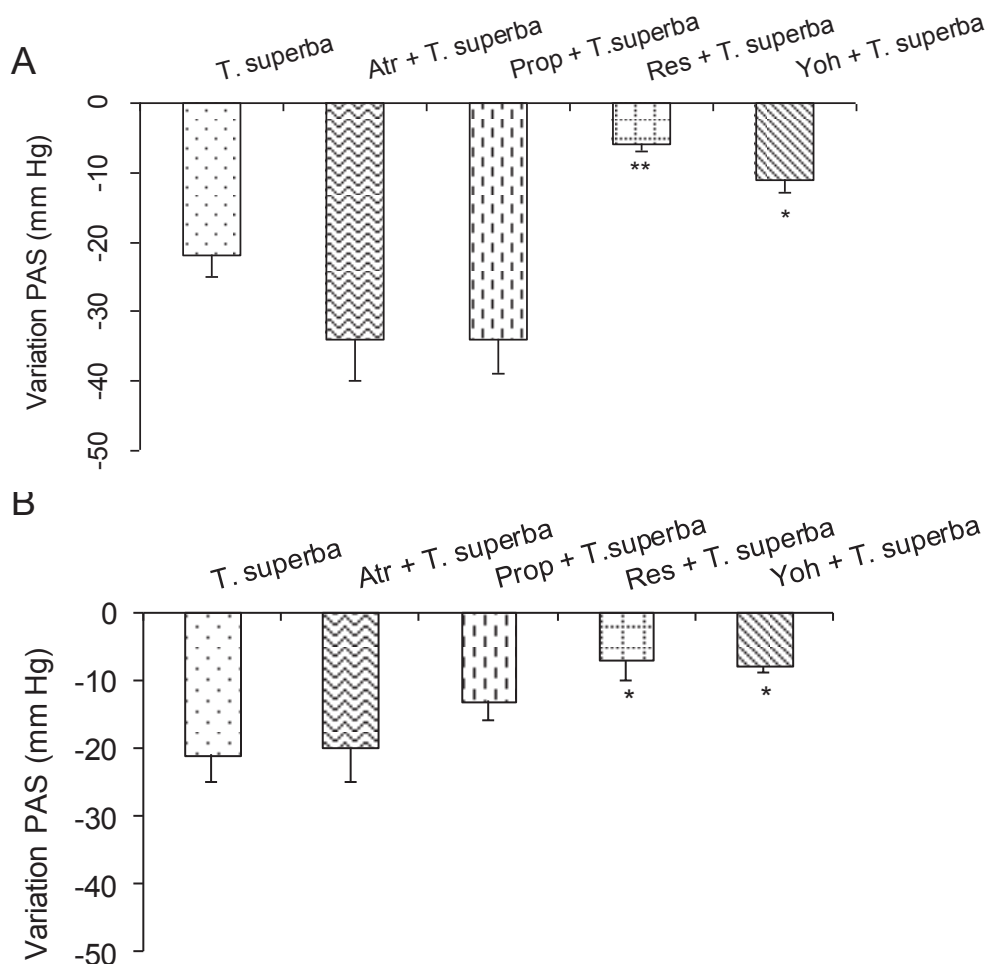 A
T. superba
Atr + T. superba
Prop + T.superba
Res + T. superba
Yoh + T. superba
Variation PAS (mm Hg)
0
-10
-20
-30
-40
-50
**
*
B
T. superba
Atr + T. superba
Prop + T.superba
Res + T. superba
Yoh + T. superba
Variation PAS (mm Hg)
0
-10
-20
-30
-40
-50
*
*